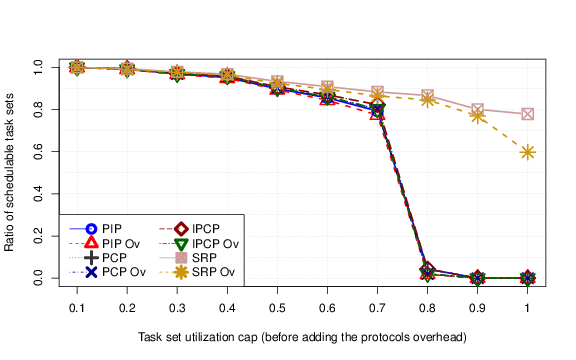 Ratio of schedulable task sets
1.0
0.8
0.6
0.4
0.2
0.0
PIP
PIP Ov
PCP
PCP Ov
IPCP
IPCP Ov
SRP
SRP Ov
0.1 0.2 0.3 0.4 0.5 0.6 0.7 0.8 0.9 1
Task set utilization cap (before adding the protocols overhead)